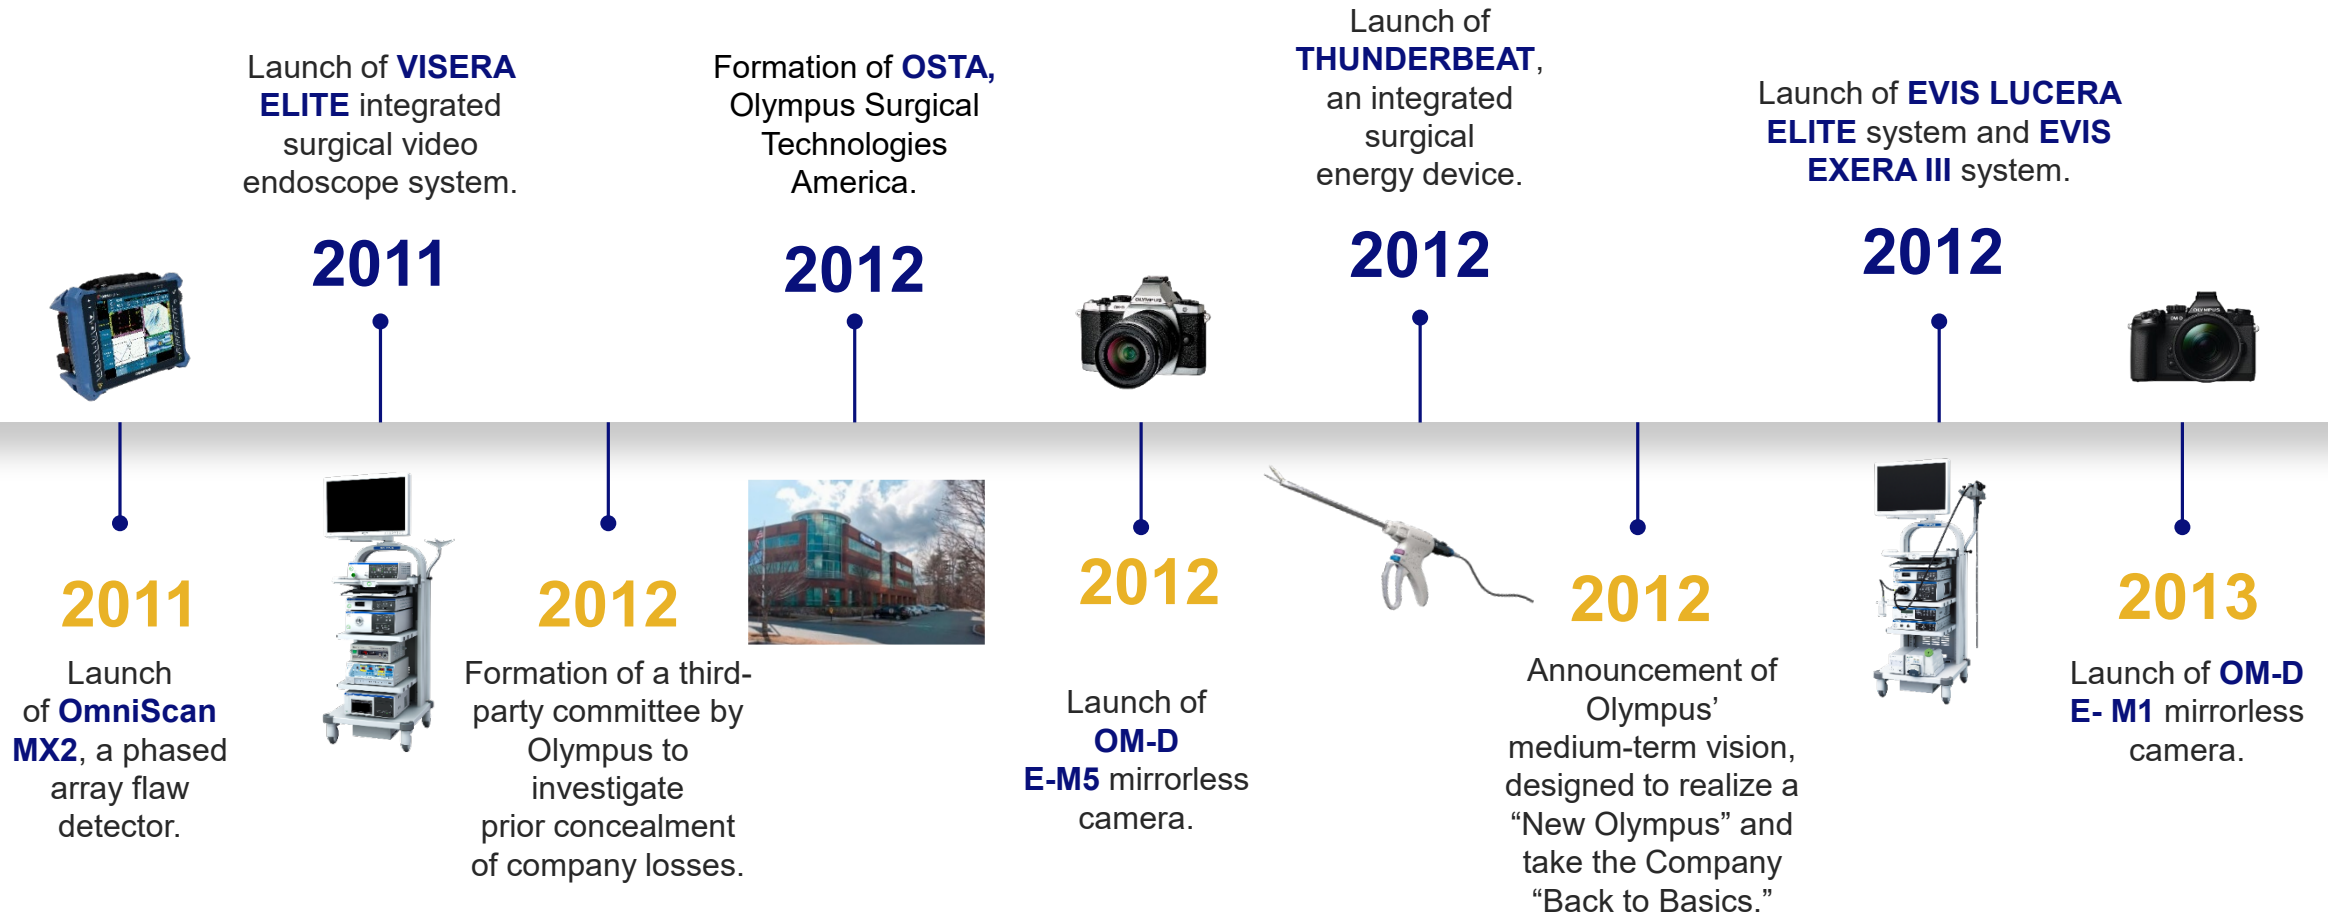 Launch of VISERA
ELITE integrated
surgical video
endoscope system.
2011
Formation of OSTA,
Olympus Surgical
Technologies
America.
2012
Launch of
THUNDERBEAT,
an integrated
surgical
energy device.
2012
Launch of EVIS LUCERA
ELITE system and EVIS
EXERA III system.
2012
OLYMPUS
OLYMPUS
2011
Launch
of OmniScan
MX2, a phased
array flaw
detector.
2012
Formation of a third-
party committee by
Olympus to
investigate
prior concealment
of company losses.
2012
Launch of
OM-D
E-M5 mirrorless
camera.
2012
Announcement of
Olympus’
medium-term vision,
designed to realize a
“New Olympus” and
take the Company
“Back to Basics.”
2013
Launch of OM-D
E- M1 mirrorless
camera.